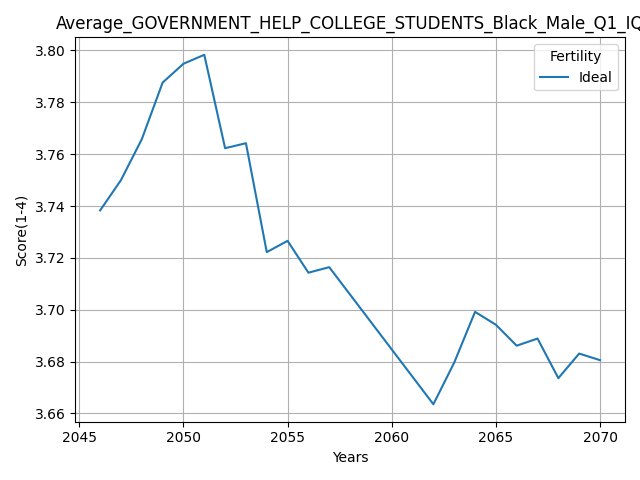 Average_GOVERNMENT_HELP_COLLEGE_STUDENTS_Black_Male_Q1_IQ
Fertility
Ideal
3.80
3.78
3.76
3.74
3.72
3.70
3.68
3.66
Score(1-4)
2045
2050
2055
2060
2065
2070
Years